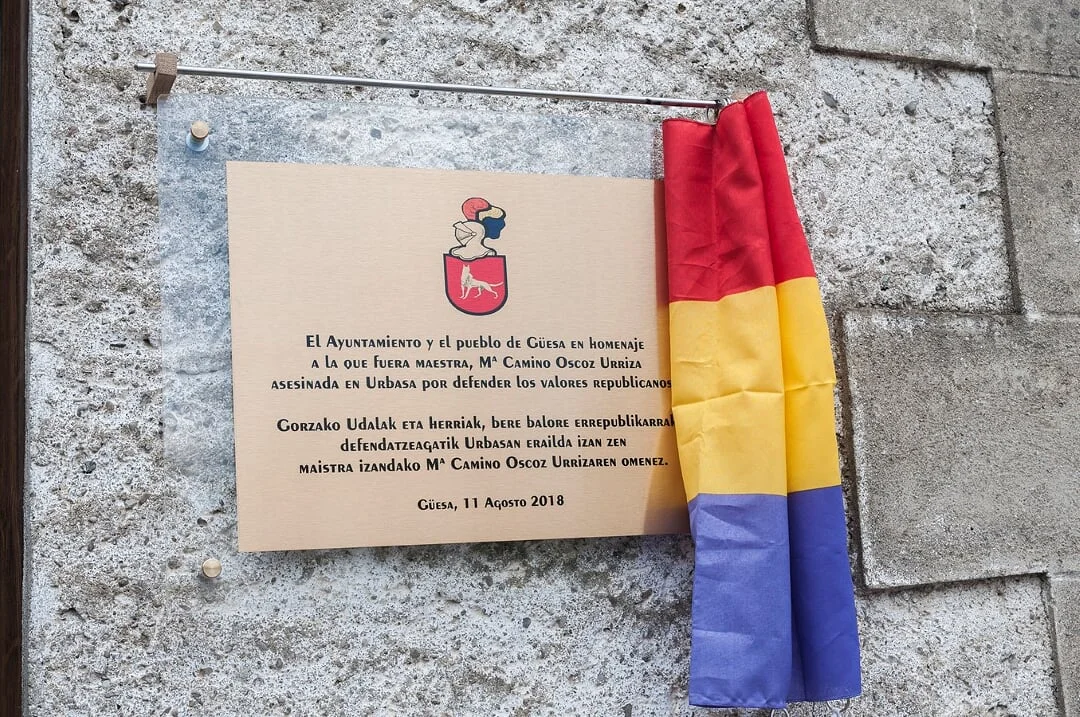 El Ayuntamiento y el pueblo de Güesa en homenaje
a la que fuera maestra, Mª Camino Oscoz Urriza
asesinada en Urbasa por defender los valores republicanos
Gorzako Udalak eta herriak, bere balore errepublikarrak
defendatzeagatik Urbasan erailda izan zen
maistra izandako Mª Camino Oscoz Urrizaren omenez.
Güesa, 11 Agosto 2018